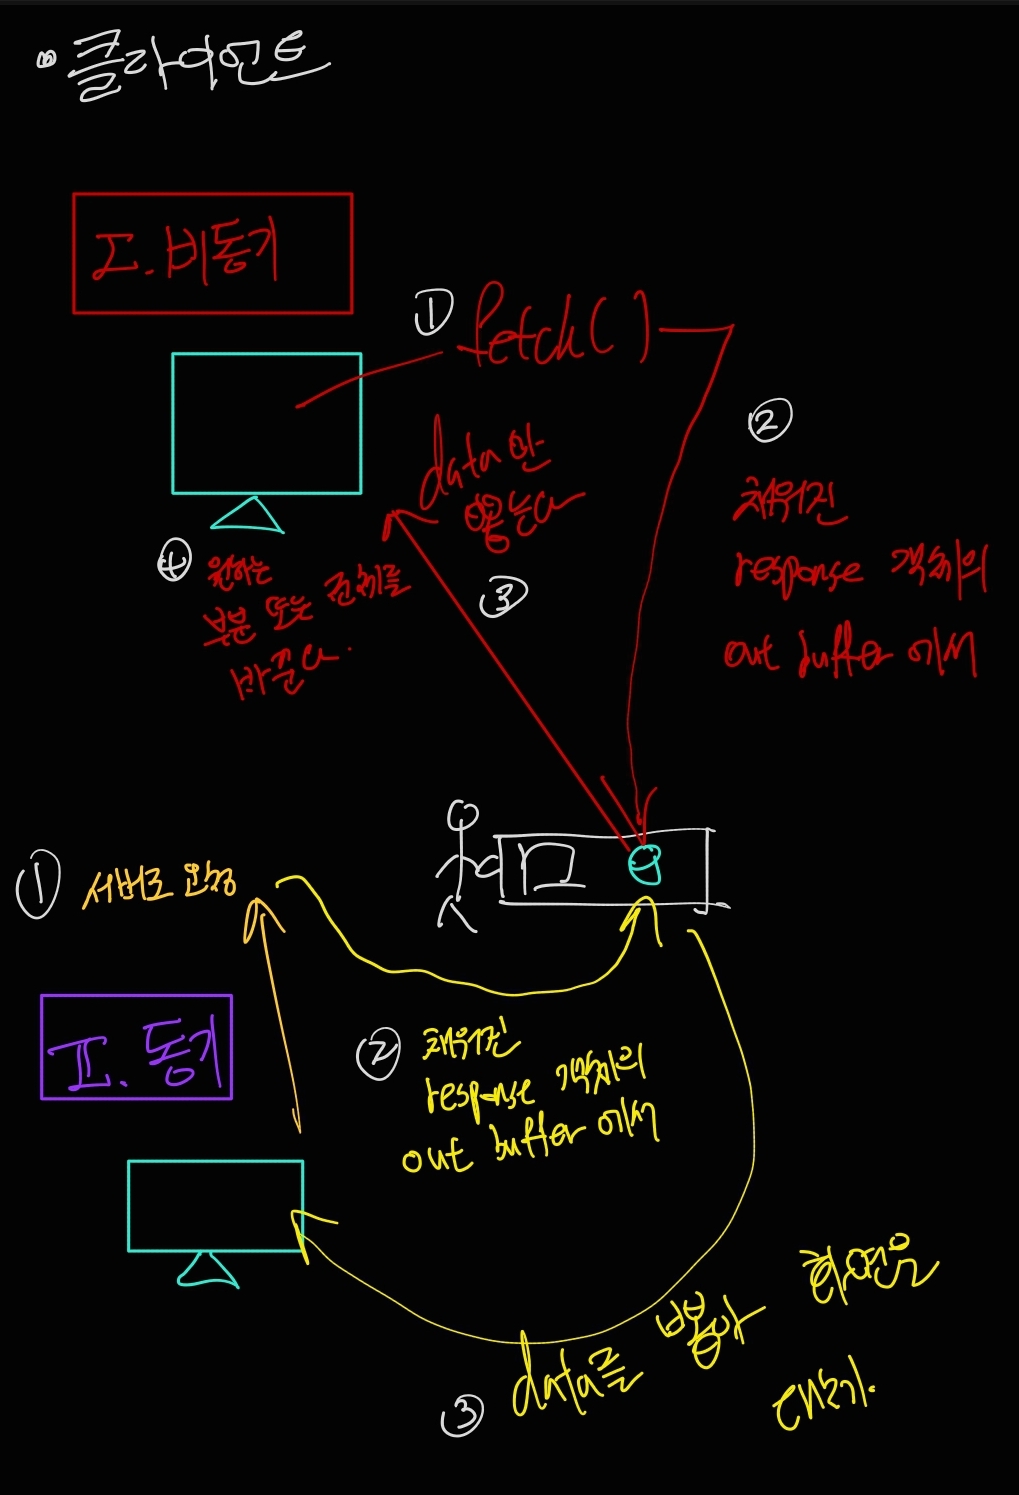 클라이언트
I. 비동기
① fetch( )
②
채워진
response 객체의
out buffer 에서
data만
뽑는다
③
④ 원하는
부분 또는 전체를
바꾼다.
① 서버로 요청
II. 동기
② 채워진
response 객체의
out buffer 에서
③ data를 뽑아 화면을
대체.